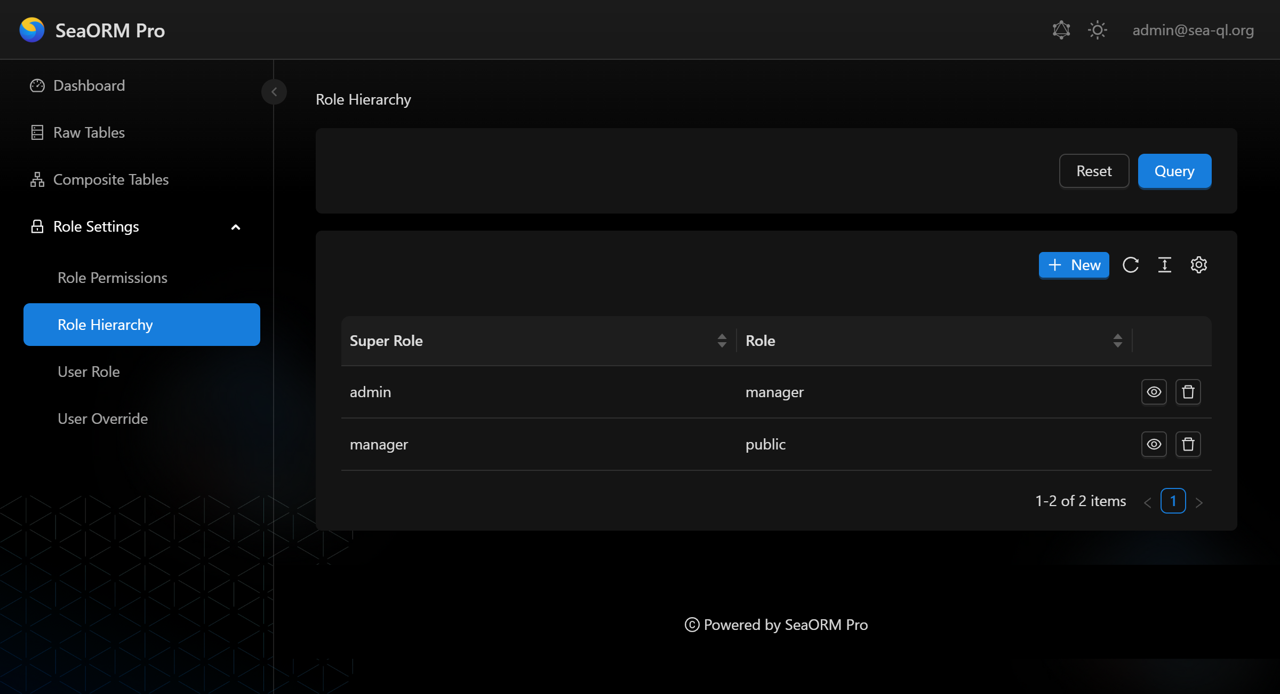 SeaORM Pro
admin@sea-ql.org
Dashboard
Raw Tables
Composite Tables
Role Settings
Role Permissions
Role Hierarchy
User Role
User Override
Role Hierarchy
Reset Query
+ New
Super Role Role
admin manager
manager public
1-2 of 2 items < 1 >
© Powered by SeaORM Pro